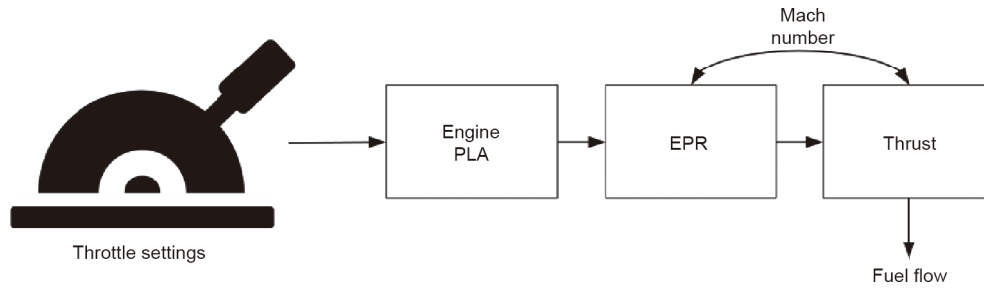 Mach
number
Engine
PLA
EPR
Thrust
Throttle settings
Fuel flow